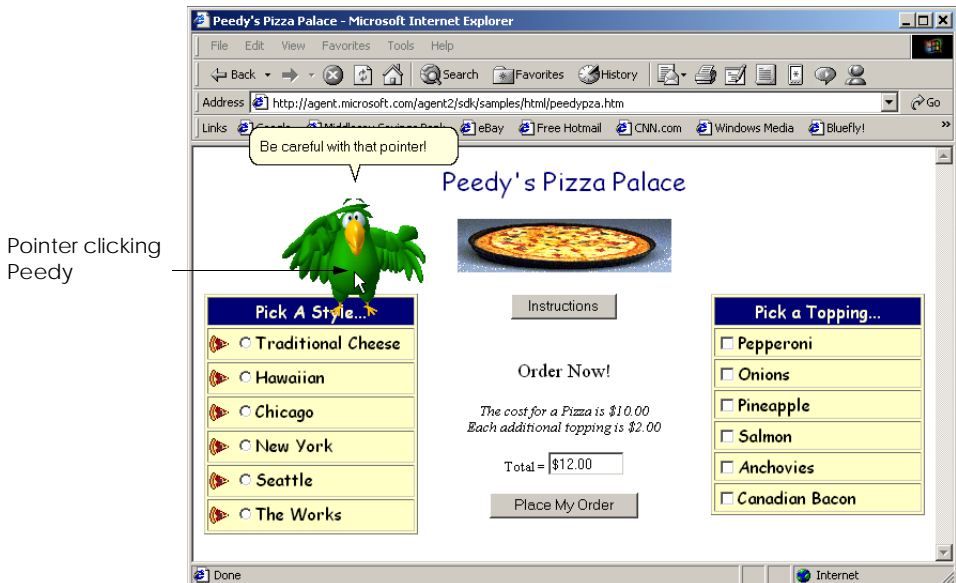 Peedy's Pizza Palace - Microsoft Internet Explorer
File Edit View Favorites Tools Help
Back Search Favorites History
Address http://agent.microsoft.com/agent2/sdk/samples/html/peedypza.htm Go
Links eBay Free Hotmail CNN.com Windows Media Bluefly! »
Be careful with that pointer!
Peedy's Pizza Palace
Pointer clicking
Peedy
Pick A Style...
Traditional Cheese
Hawaiian
Chicago
New York
Seattle
The Works
Instructions
Order Now!
The cost for a Pizza is $10.00
Each additional topping is $2.00
Total = $12.00
Place My Order
Pick a Topping...
Pepperoni
Onions
Pineapple
Salmon
Anchovies
Canadian Bacon
Done Internet